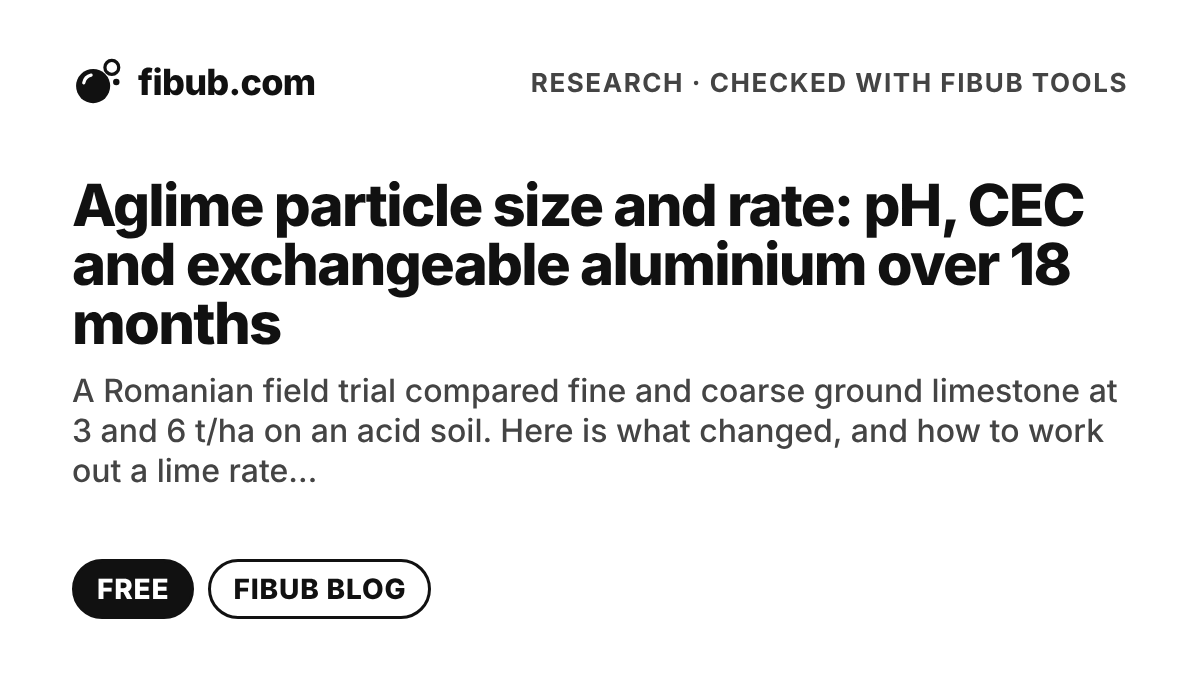 fibub.com
RESEARCH · CHECKED WITH FIBUB TOOLS
Aglime particle size and rate: pH, CEC
and exchangeable aluminium over 18
months
A Romanian field trial compared fine and coarse ground limestone at
3 and 6 t/ha on an acid soil. Here is what changed, and how to work
out a lime rate...
FREE
FIBUB BLOG